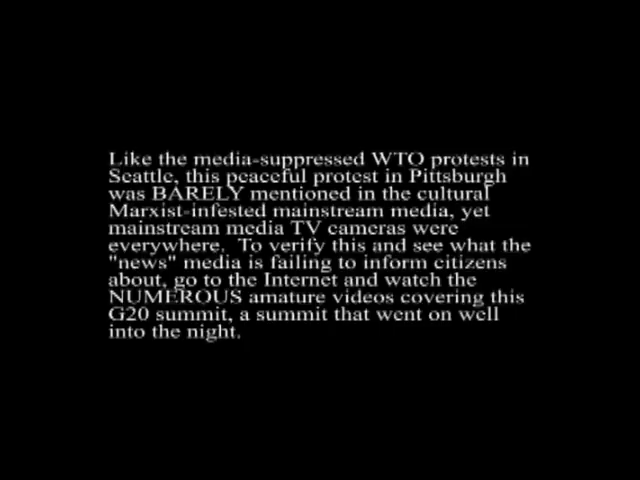 Like the media-suppressed WTO protests in
Seattle, this peaceful protest in Pittsburgh
was BARELY mentioned in the cultural
Marxist-infested mainstream media, yet
mainstream media TV cameras were
everywhere.  To verify this and see what the
"news" media is failing to inform citizens
about, go to the Internet and watch the
NUMEROUS amature videos covering this
G20 summit, a summit that went on well
into the night.